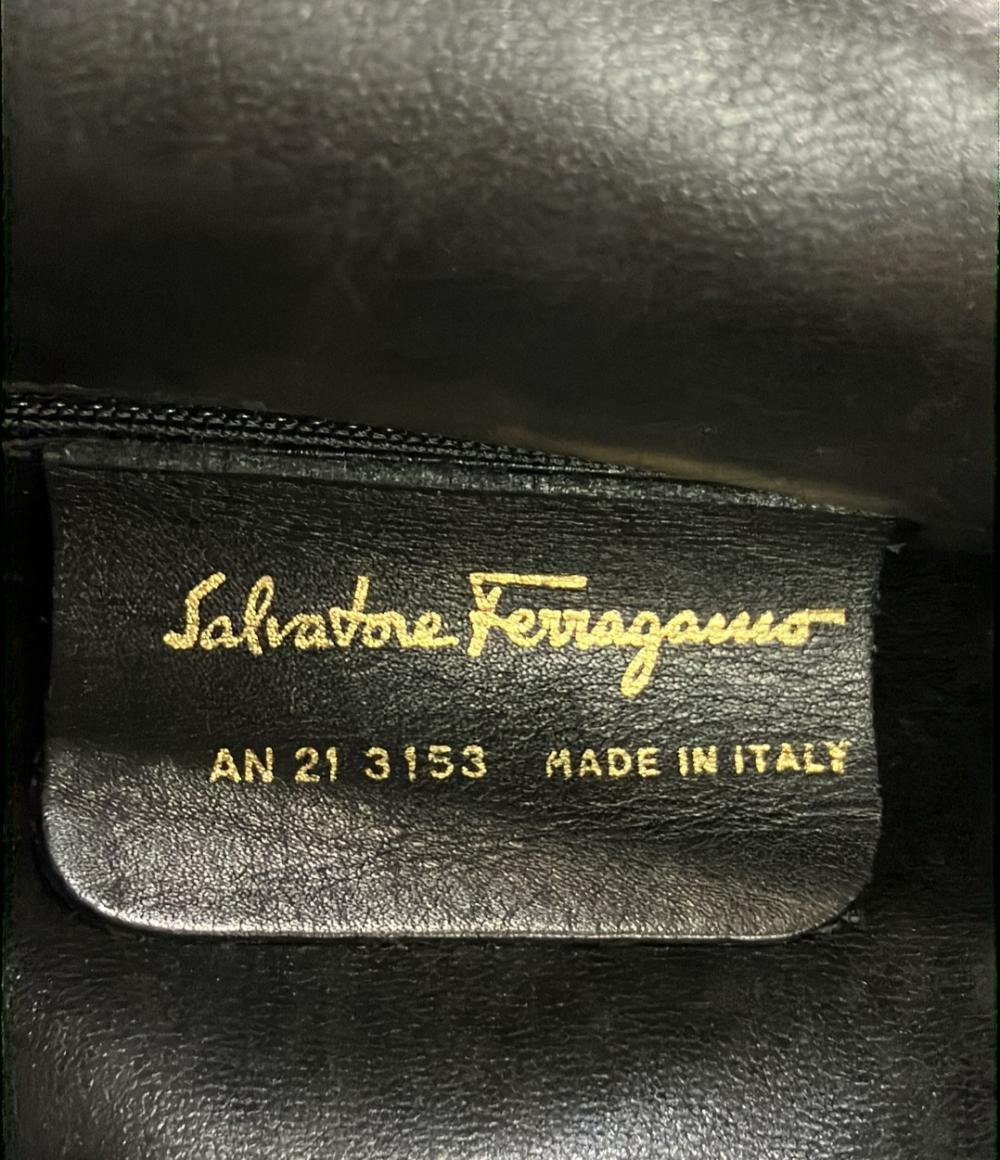 Salvatore Ferragamo
AN 21 3153 MADE IN ITALY